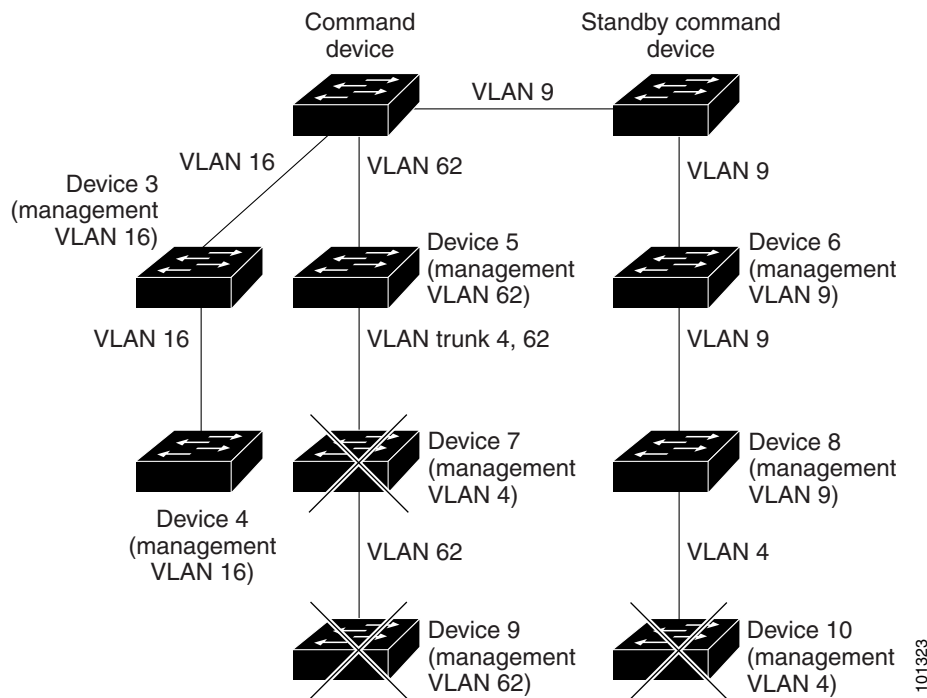 Command
device
Standby command
device
VLAN 9
VLAN 16
VLAN 62
VLAN 9
Device 3
(management
VLAN 16)
Device 5
(management
VLAN 62)
Device 6
(management
VLAN 9)
VLAN 16
VLAN trunk 4, 62
VLAN 9
Device 4
(management
VLAN 16)
Device 7
(management
VLAN 4)
Device 8
(management
VLAN 9)
VLAN 62
VLAN 4
Device 9
(management
VLAN 62)
Device 10
(management
VLAN 4)
101323